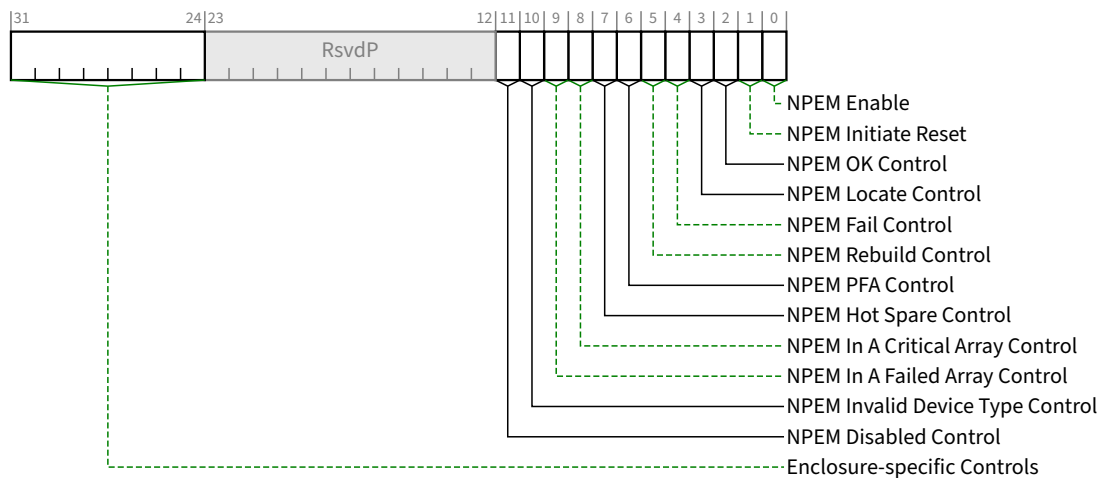 31 24 23 12 11 10 9 8 7 6 5 4 3 2 1 0
RsvdP
NPEM Enable
NPEM Initiate Reset
NPEM OK Control
NPEM Locate Control
NPEM Fail Control
NPEM Rebuild Control
NPEM PFA Control
NPEM Hot Spare Control
NPEM In A Critical Array Control
NPEM In A Failed Array Control
NPEM Invalid Device Type Control
NPEM Disabled Control
Enclosure-specific Controls